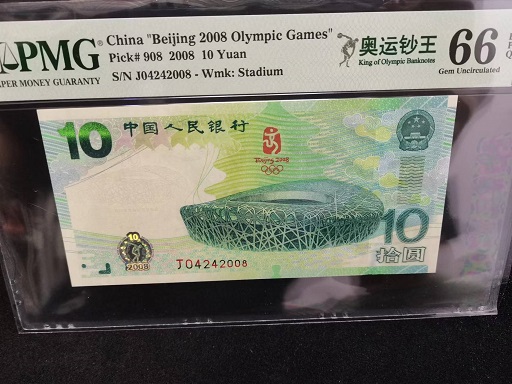 PMG
PAPER MONEY GUARANTY
China "Beijing 2008 Olympic Games"
Pick# 908 2008 10 Yuan
S/N J04242008 - Wmk: Stadium
奥运钞王
King of Olympic Banknotes
66
Gem Uncirculated
10
中国人民银行
Beijing 2008
10
拾圆
10
2008
J04242008